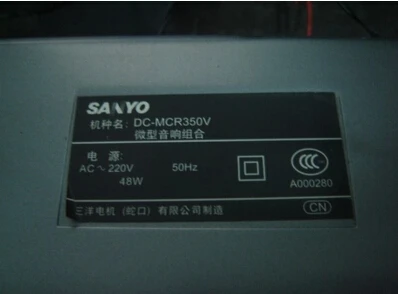 SANYO
机种名: DC-MCR350V
微型音响组合
电 源:
AC~220V 50Hz
48W
CCC
A000280
三洋电机（蛇口）有限公司制造
CN